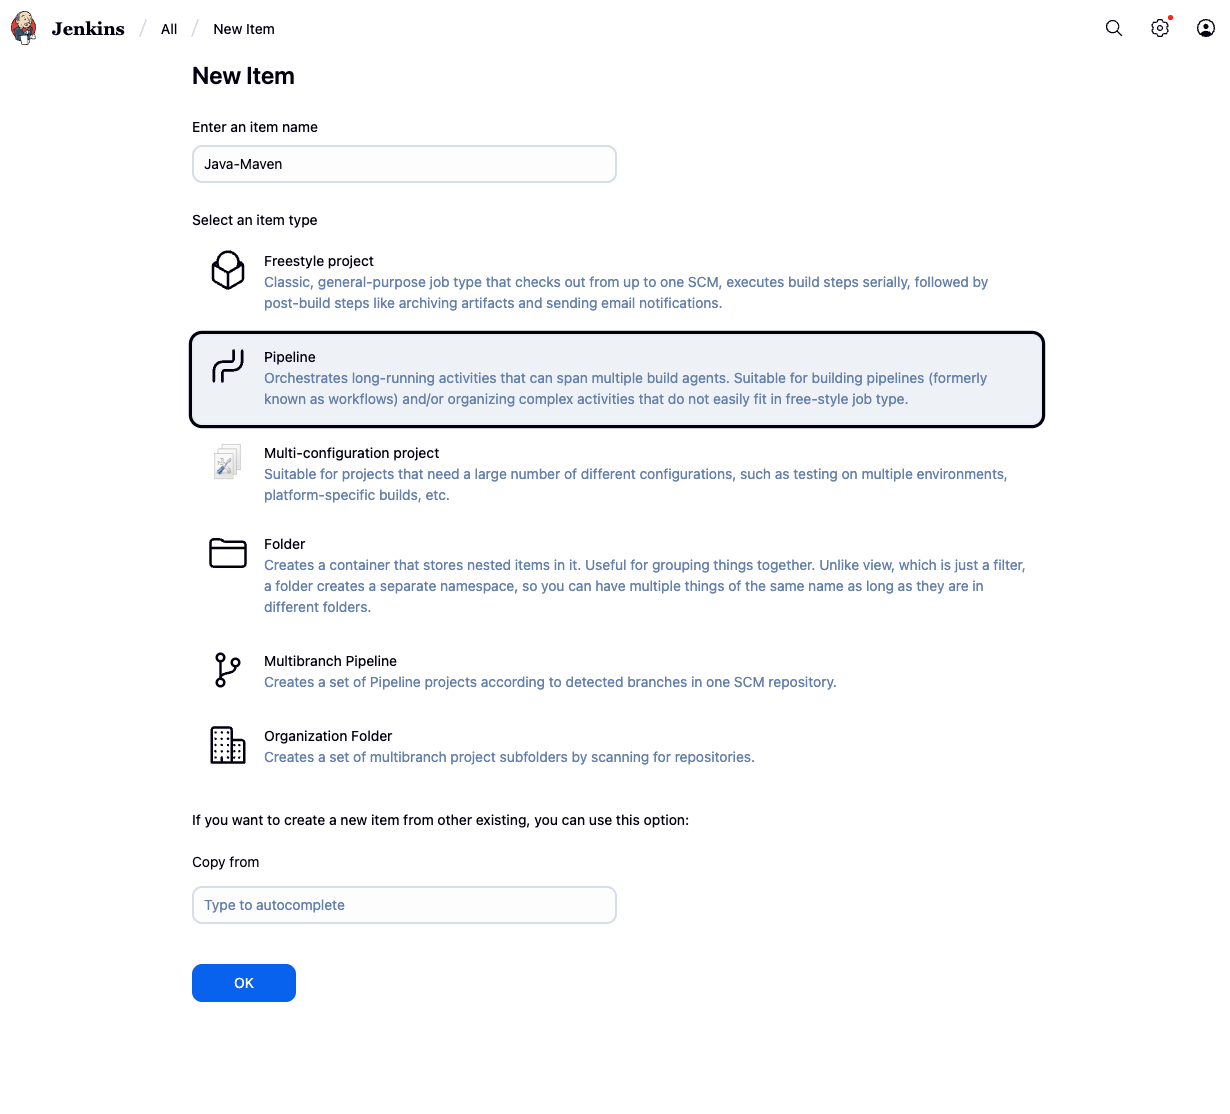 Jenkins / All / New Item
New Item
Enter an item name
Java-Maven
Select an item type
Freestyle project
Classic, general-purpose job type that checks out from up to one SCM, executes build steps serially, followed by
post-build steps like archiving artifacts and sending email notifications.
Pipeline
Orchestrates long-running activities that can span multiple build agents. Suitable for building pipelines (formerly
known as workflows) and/or organizing complex activities that do not easily fit in free-style job type.
Multi-configuration project
Suitable for projects that need a large number of different configurations, such as testing on multiple environments,
platform-specific builds, etc.
Folder
Creates a container that stores nested items in it. Useful for grouping things together. Unlike view, which is just a filter,
a folder creates a separate namespace, so you can have multiple things of the same name as long as they are in
different folders.
Multibranch Pipeline
Creates a set of Pipeline projects according to detected branches in one SCM repository.
Organization Folder
Creates a set of multibranch project subfolders by scanning for repositories.
If you want to create a new item from other existing, you can use this option:
Copy from
Type to autocomplete
OK